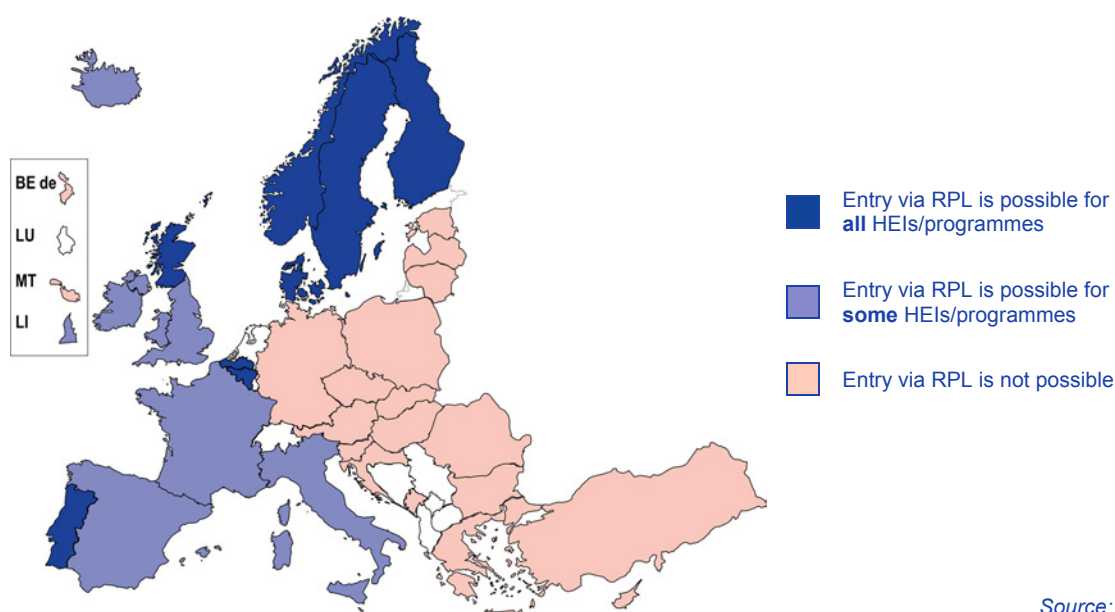 BE de
LU
MT
LI
Entry via RPL is possible for
all HEIs/programmes
Entry via RPL is possible for
some HEIs/programmes
Entry via RPL is not possible
Source: